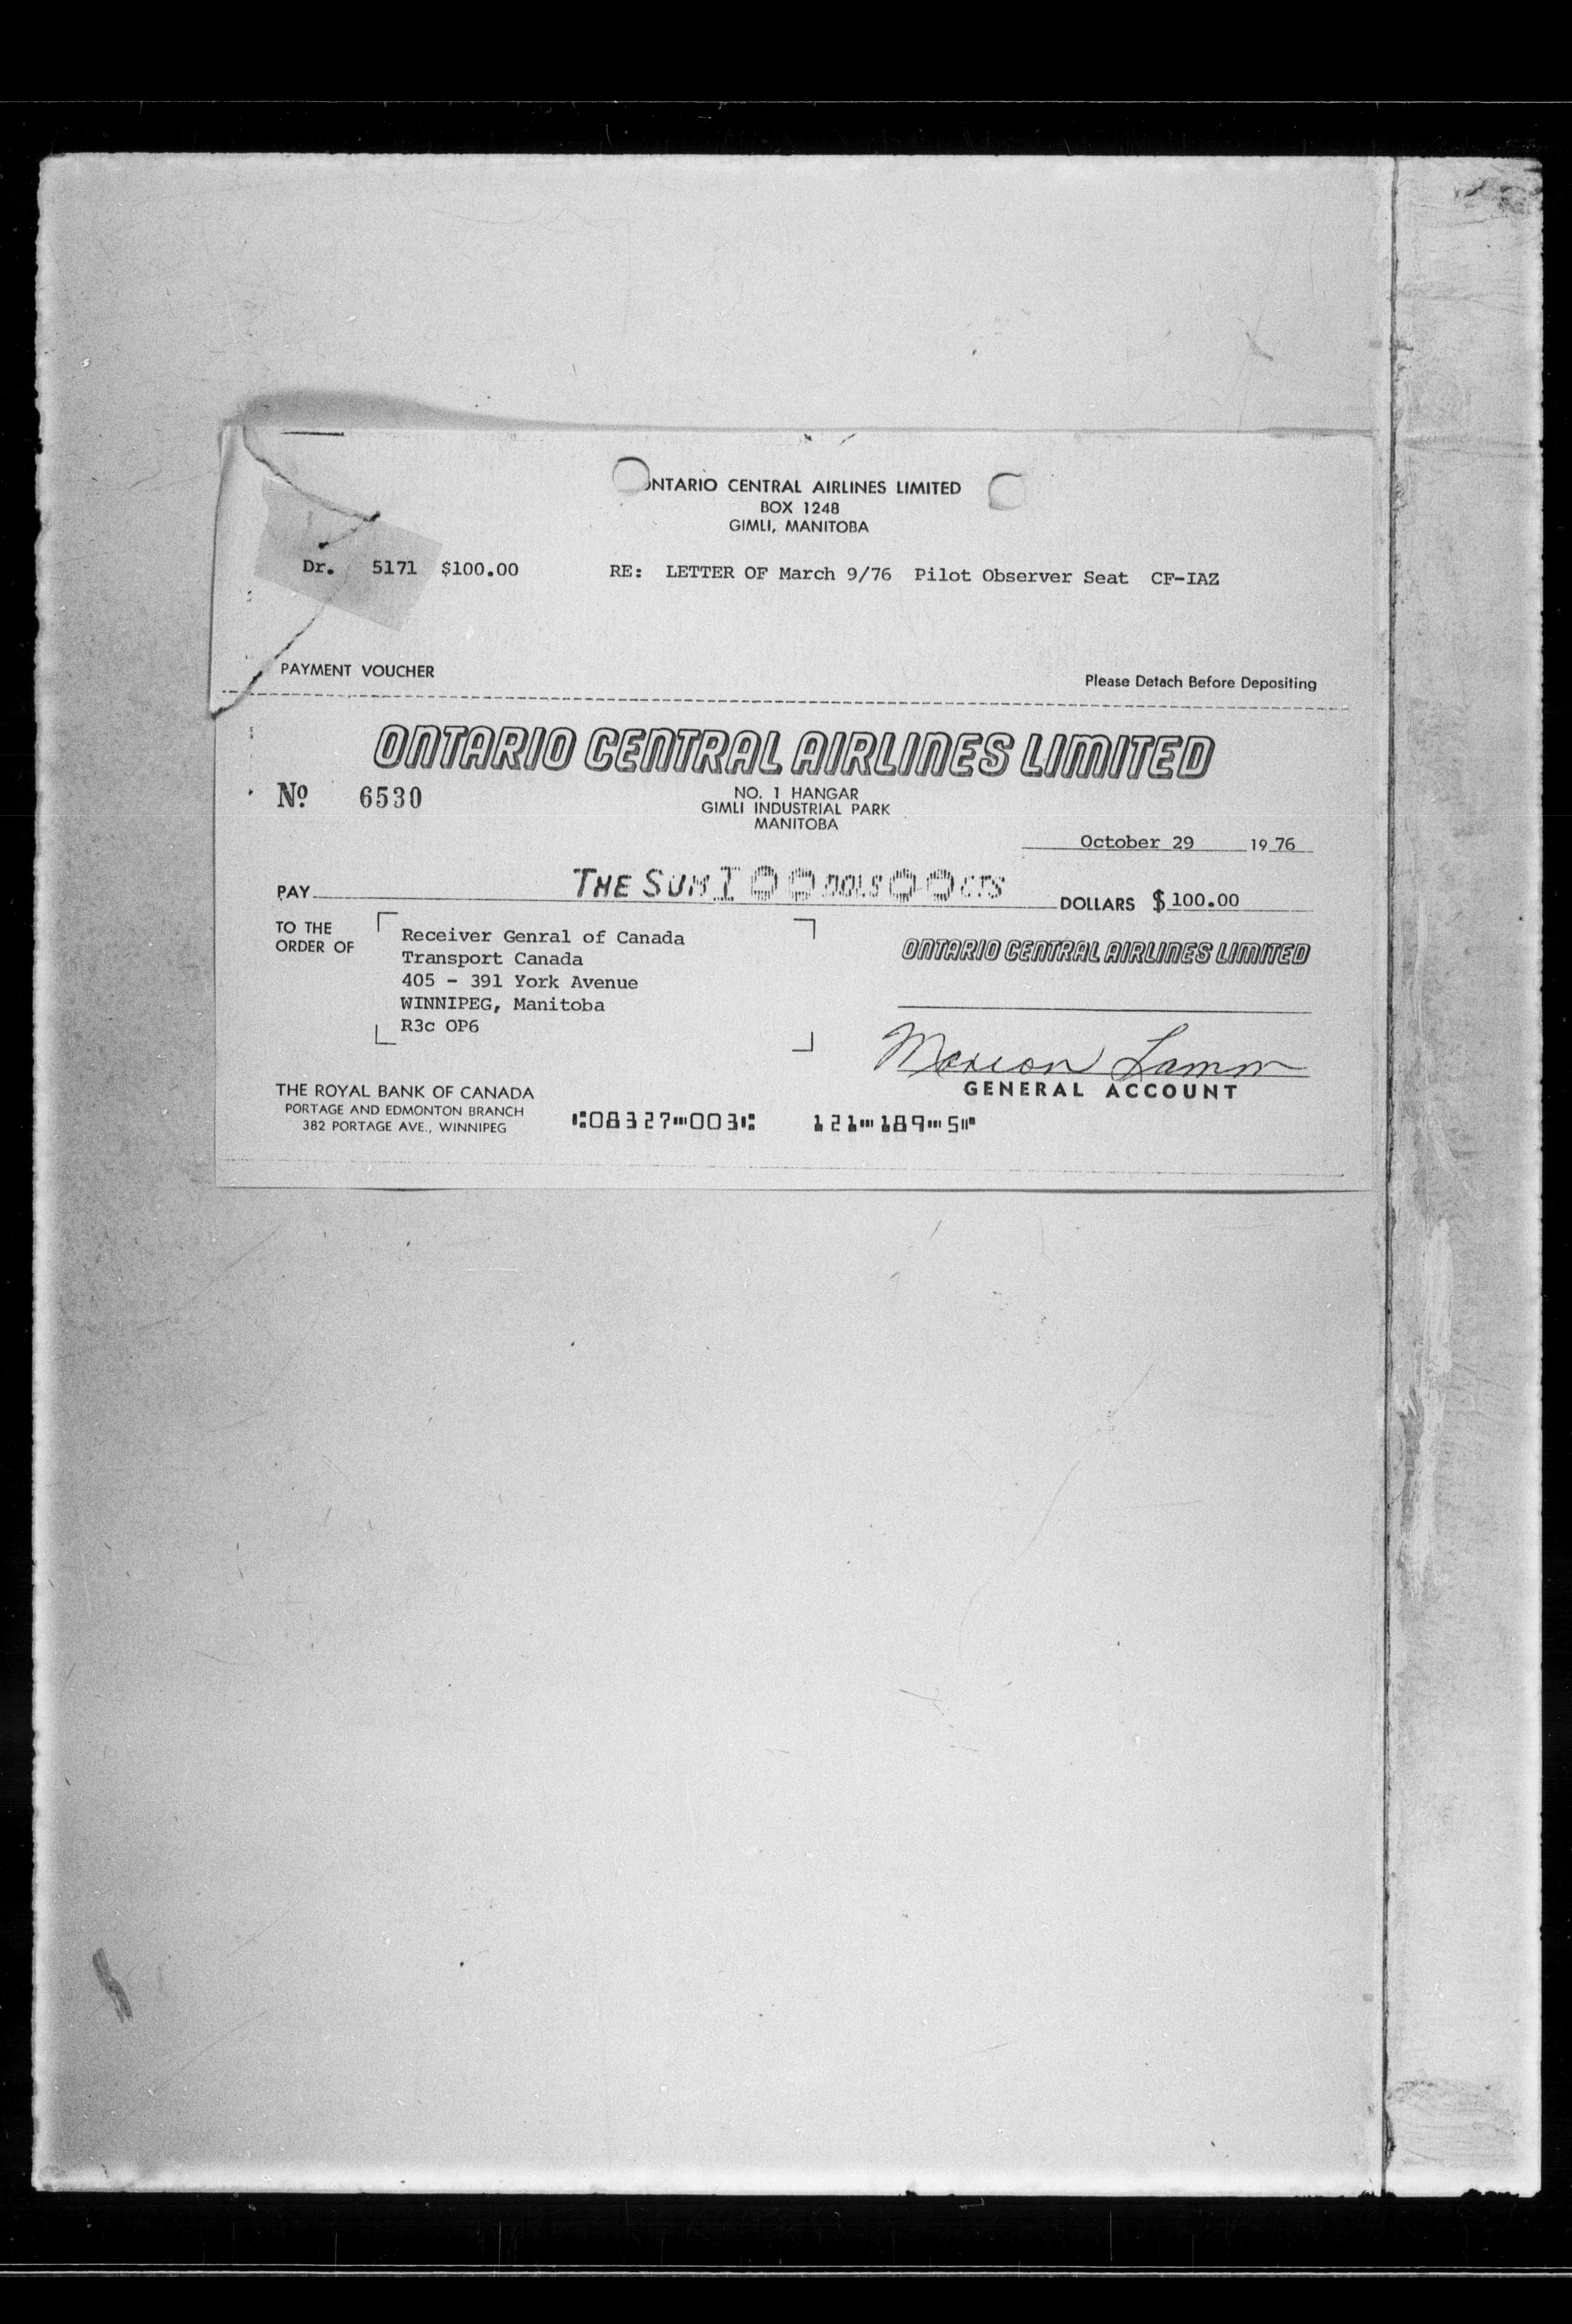 ONTARIO CENTRAL AIRLINES LIMITED
BOX 1248
GIMLI, MANITOBA
Dr. 5171 $100.00 RE: LETTER OF March 9/76 Pilot Observer Seat CF-IAZ
PAYMENT VOUCHER
Please Detach Before Depositing
ONTARIO CENTRAL AIRLINES LIMITED
No 6530
NO. 1 HANGAR
GIMLI INDUSTRIAL PARK
MANITOBA
October 29 19 76
PAY THE SUM 100 DOLS 00 CTS DOLLARS $ 100.00
TO THE
ORDER OF
Receiver Genral of Canada
Transport Canada
405 - 391 York Avenue
WINNIPEG, Manitoba
R3c OP6
ONTARIO CENTRAL AIRLINES LIMITED
Marion Lamm
GENERAL ACCOUNT
THE ROYAL BANK OF CANADA
PORTAGE AND EDMONTON BRANCH
382 PORTAGE AVE., WINNIPEG
⑆08327⑉003⑆ 121⑉189⑉5⑈